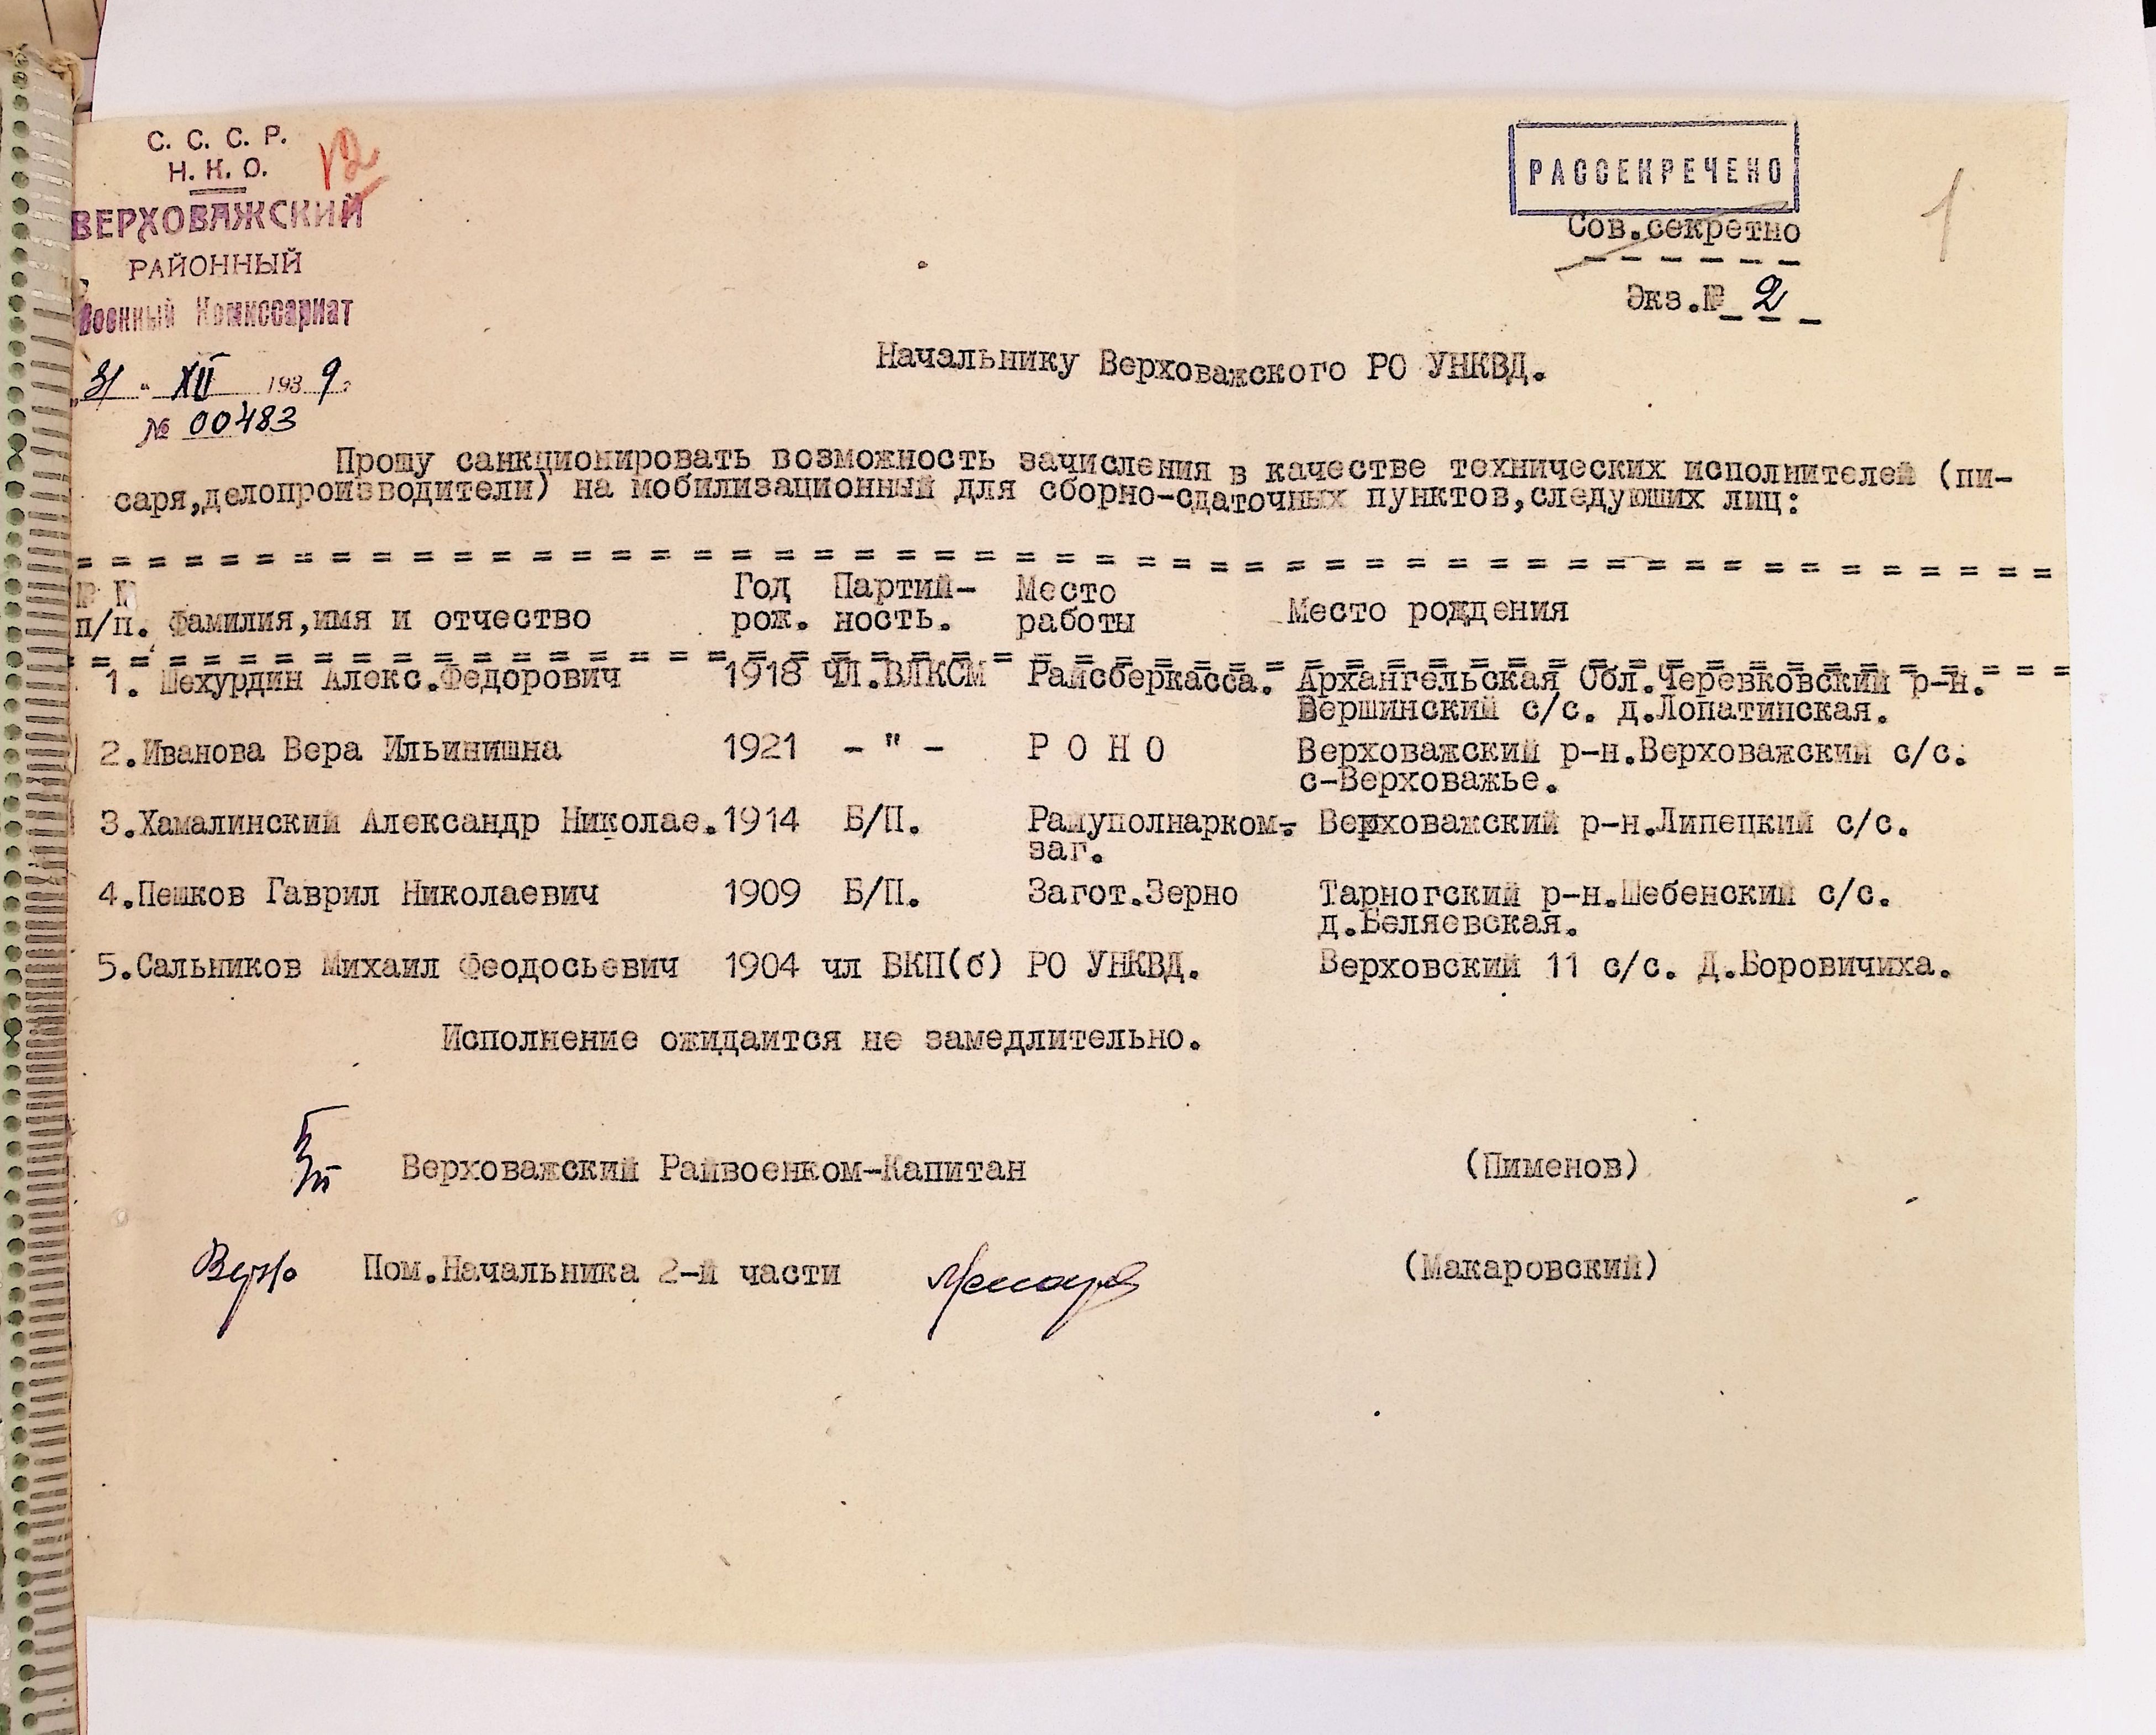 С. С. С. Р.
Н. К. О.
12
ВЕРХОВАЖСКИЙ
РАЙОННЫЙ
Военный Комиссариат
„31 " XII 1939 г.
№ 00483
РАССЕКРЕЧЕНО
1
Сов.секретно
Экз.№ 2
Начальнику Верховажского РО УНКВД.
Прошу санкционировать возможность зачисления в качестве технических исполнителей (пи-
саря,делопроизводители) на мобилизационный для сборно-сдаточных пунктов,следующих лиц:
№ П
п/п. Фамилия,имя и отчество Год рож. Партий-ность. Место работы Место рождения
1. Шехурдин Алекс.Федорович 1918 ЧЛ.ВЛКСМ Райсберкасса. Архангельская Обл.Черевковский р-н.
Вершинский с/с. д.Лопатинская.
2.Иванова Вера Ильинишна 1921 - " - Р О Н О Верховажский р-н.Верховажский с/с.
с-Верховажье.
3.Хамалинский Александр Николае. 1914 Б/П. Райуполнарком- Верховажский р-н.Липецкий с/с.
заг.
4.Пешков Гаврил Николаевич 1909 Б/П. Загот.Зерно Тарногский р-н.Шебенский с/с.
д.Беляевская.
5.Сальников Михаил Феодосьевич 1904 чл ВКП(б) РО УНКВД. Верховский 11 с/с. Д.Боровичиха.
Исполнение ожидаится не замедлительно.
Верховажский Райвоенком-Капитан (Пименов)
Пом.Начальника 2-й части (Макаровский)